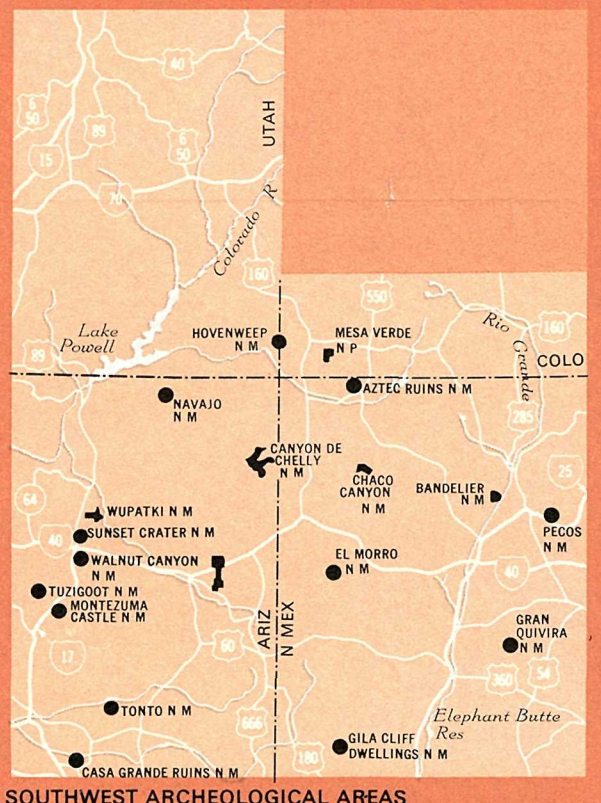 40
6
50
89
6
50
15
70
UTAH
Colorado R
160
550
Lake
Powell
HOVENWEEP
N M
MESA VERDE
N P
Rio Grande
160
89
COLO
NAVAJO
N M
AZTEC RUINS N M
285
CANYON DE
CHELLY
N M
CHACO
CANYON
N M
BANDELIER
N M
25
64
WUPATKI N M
SUNSET CRATER N M
40
PECOS
N M
WALNUT CANYON
N M
EL MORRO
N M
40
TUZIGOOT N M
MONTEZUMA
CASTLE N M
ARIZ
N MEX
GRAN
QUIVIRA
N M
17
60
360
54
TONTO N M
666
Elephant Butte
Res
180
GILA CLIFF
DWELLINGS N M
CASA GRANDE RUINS N M
SOUTHWEST ARCHEOLOGICAL AREAS